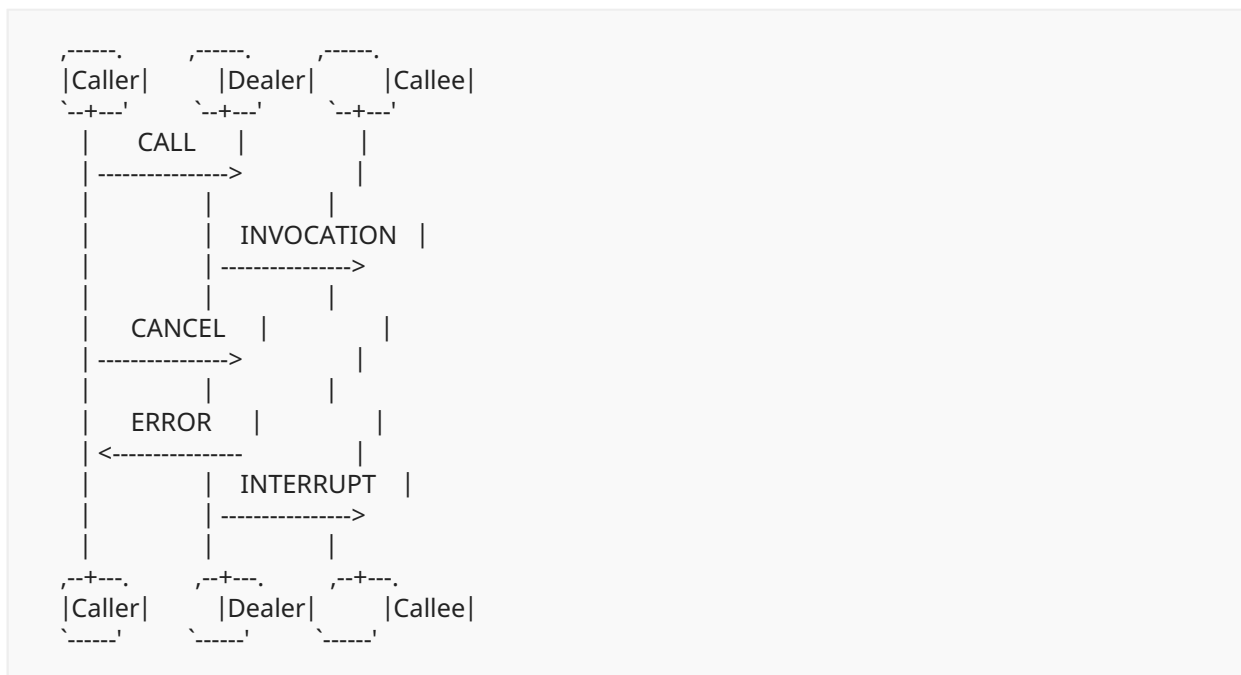 ,------.          ,------.          ,------.
|Caller|          |Dealer|          |Callee|
`--+---'          `--+---'          `--+---'
   |       CALL      |                 |
   | ---------------->                 |
   |                 |                 |
   |                 |    INVOCATION   |
   |                 | ---------------->
   |                 |                 |
   |      CANCEL     |                 |
   | ---------------->                 |
   |                 |                 |
   |      ERROR      |                 |
   | <----------------                 |
   |                 |    INTERRUPT    |
   |                 | ---------------->
   |                 |                 |
,--+---.          ,--+---.          ,--+---.
|Caller|          |Dealer|          |Callee|
`------'          `------'          `------'